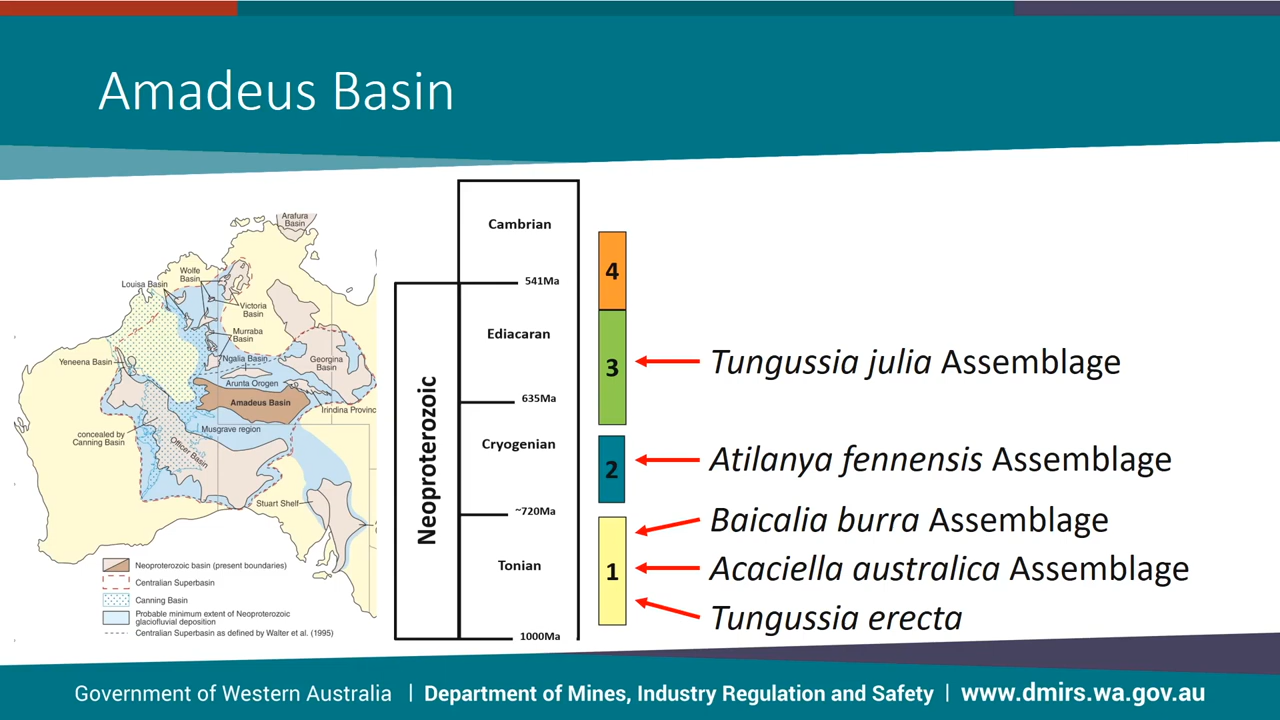 Amadeus Basin
Arafura
Basin
Wolfe
Basin
Louisa Basin
Victoria
Basin
Murraba
Basin
Yeneena Basin
Ngalia Basin
Georgina
Basin
Arunta Orogen
Amadeus Basin
Irindina Provinc
Musgrave region
concealed by
Canning Basin
Officer Basin
Stuart Shelf
Neoproterozoic basin (present boundaries)
Centralian Superbasin
Canning Basin
Probable minimum extent of Neoproterozoic
glaciofluvial deposition
Centralian Superbasin as defined by Walter et al. (1995)
Neoproterozoic
Cambrian
541Ma
Ediacaran
635Ma
Cryogenian
~720Ma
Tonian
1000Ma
4
3
2
1
Tungussia julia Assemblage
Atilanya fennensis Assemblage
Baicalia burra Assemblage
Acaciella australica Assemblage
Tungussia erecta
Government of Western Australia | Department of Mines, Industry Regulation and Safety | www.dmirs.wa.gov.au